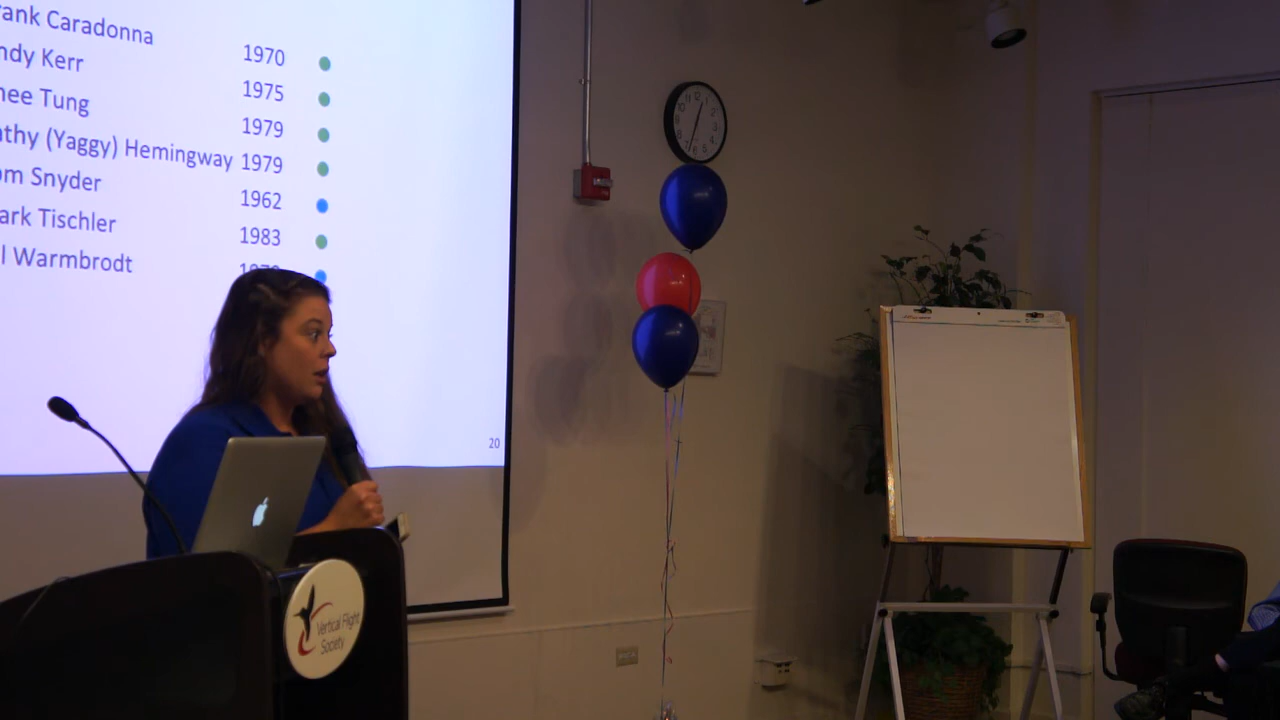 ank Caradonna 1970
ndy Kerr 1975
nee Tung 1979
thy (Yaggy) Hemingway 1979
om Snyder 1962
ark Tischler 1983
l Warmbrodt
20
Vertical Flight
Society
12